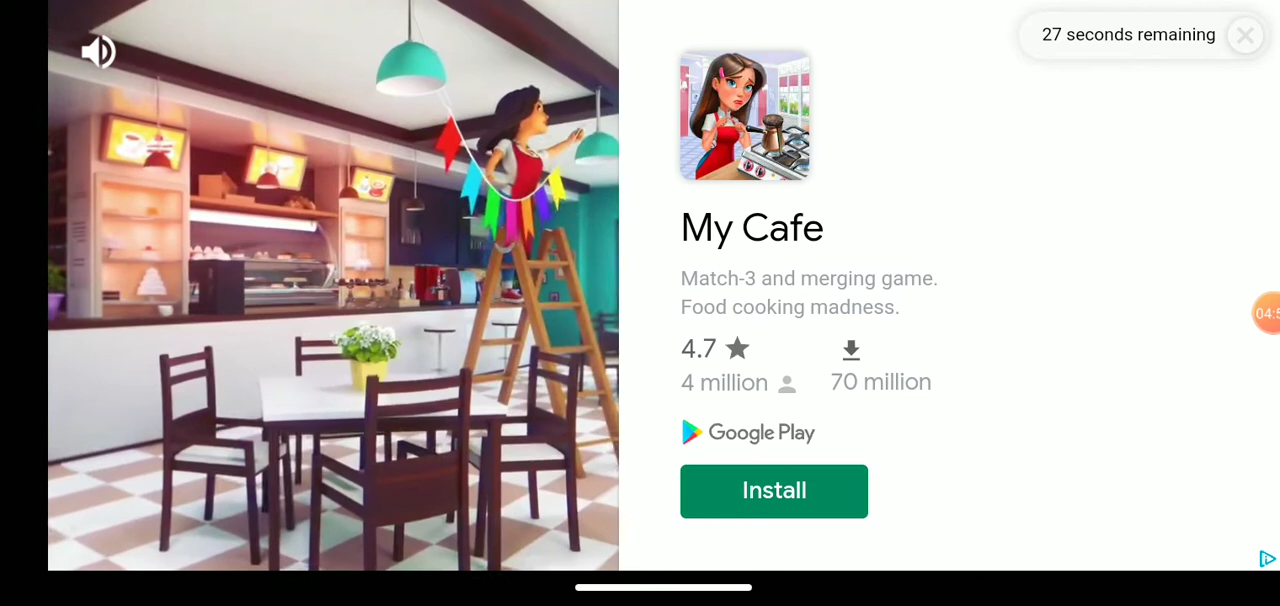 27 seconds remaining
My Cafe
Match-3 and merging game.
Food cooking madness.
4.7
4 million
70 million
Google Play
Install